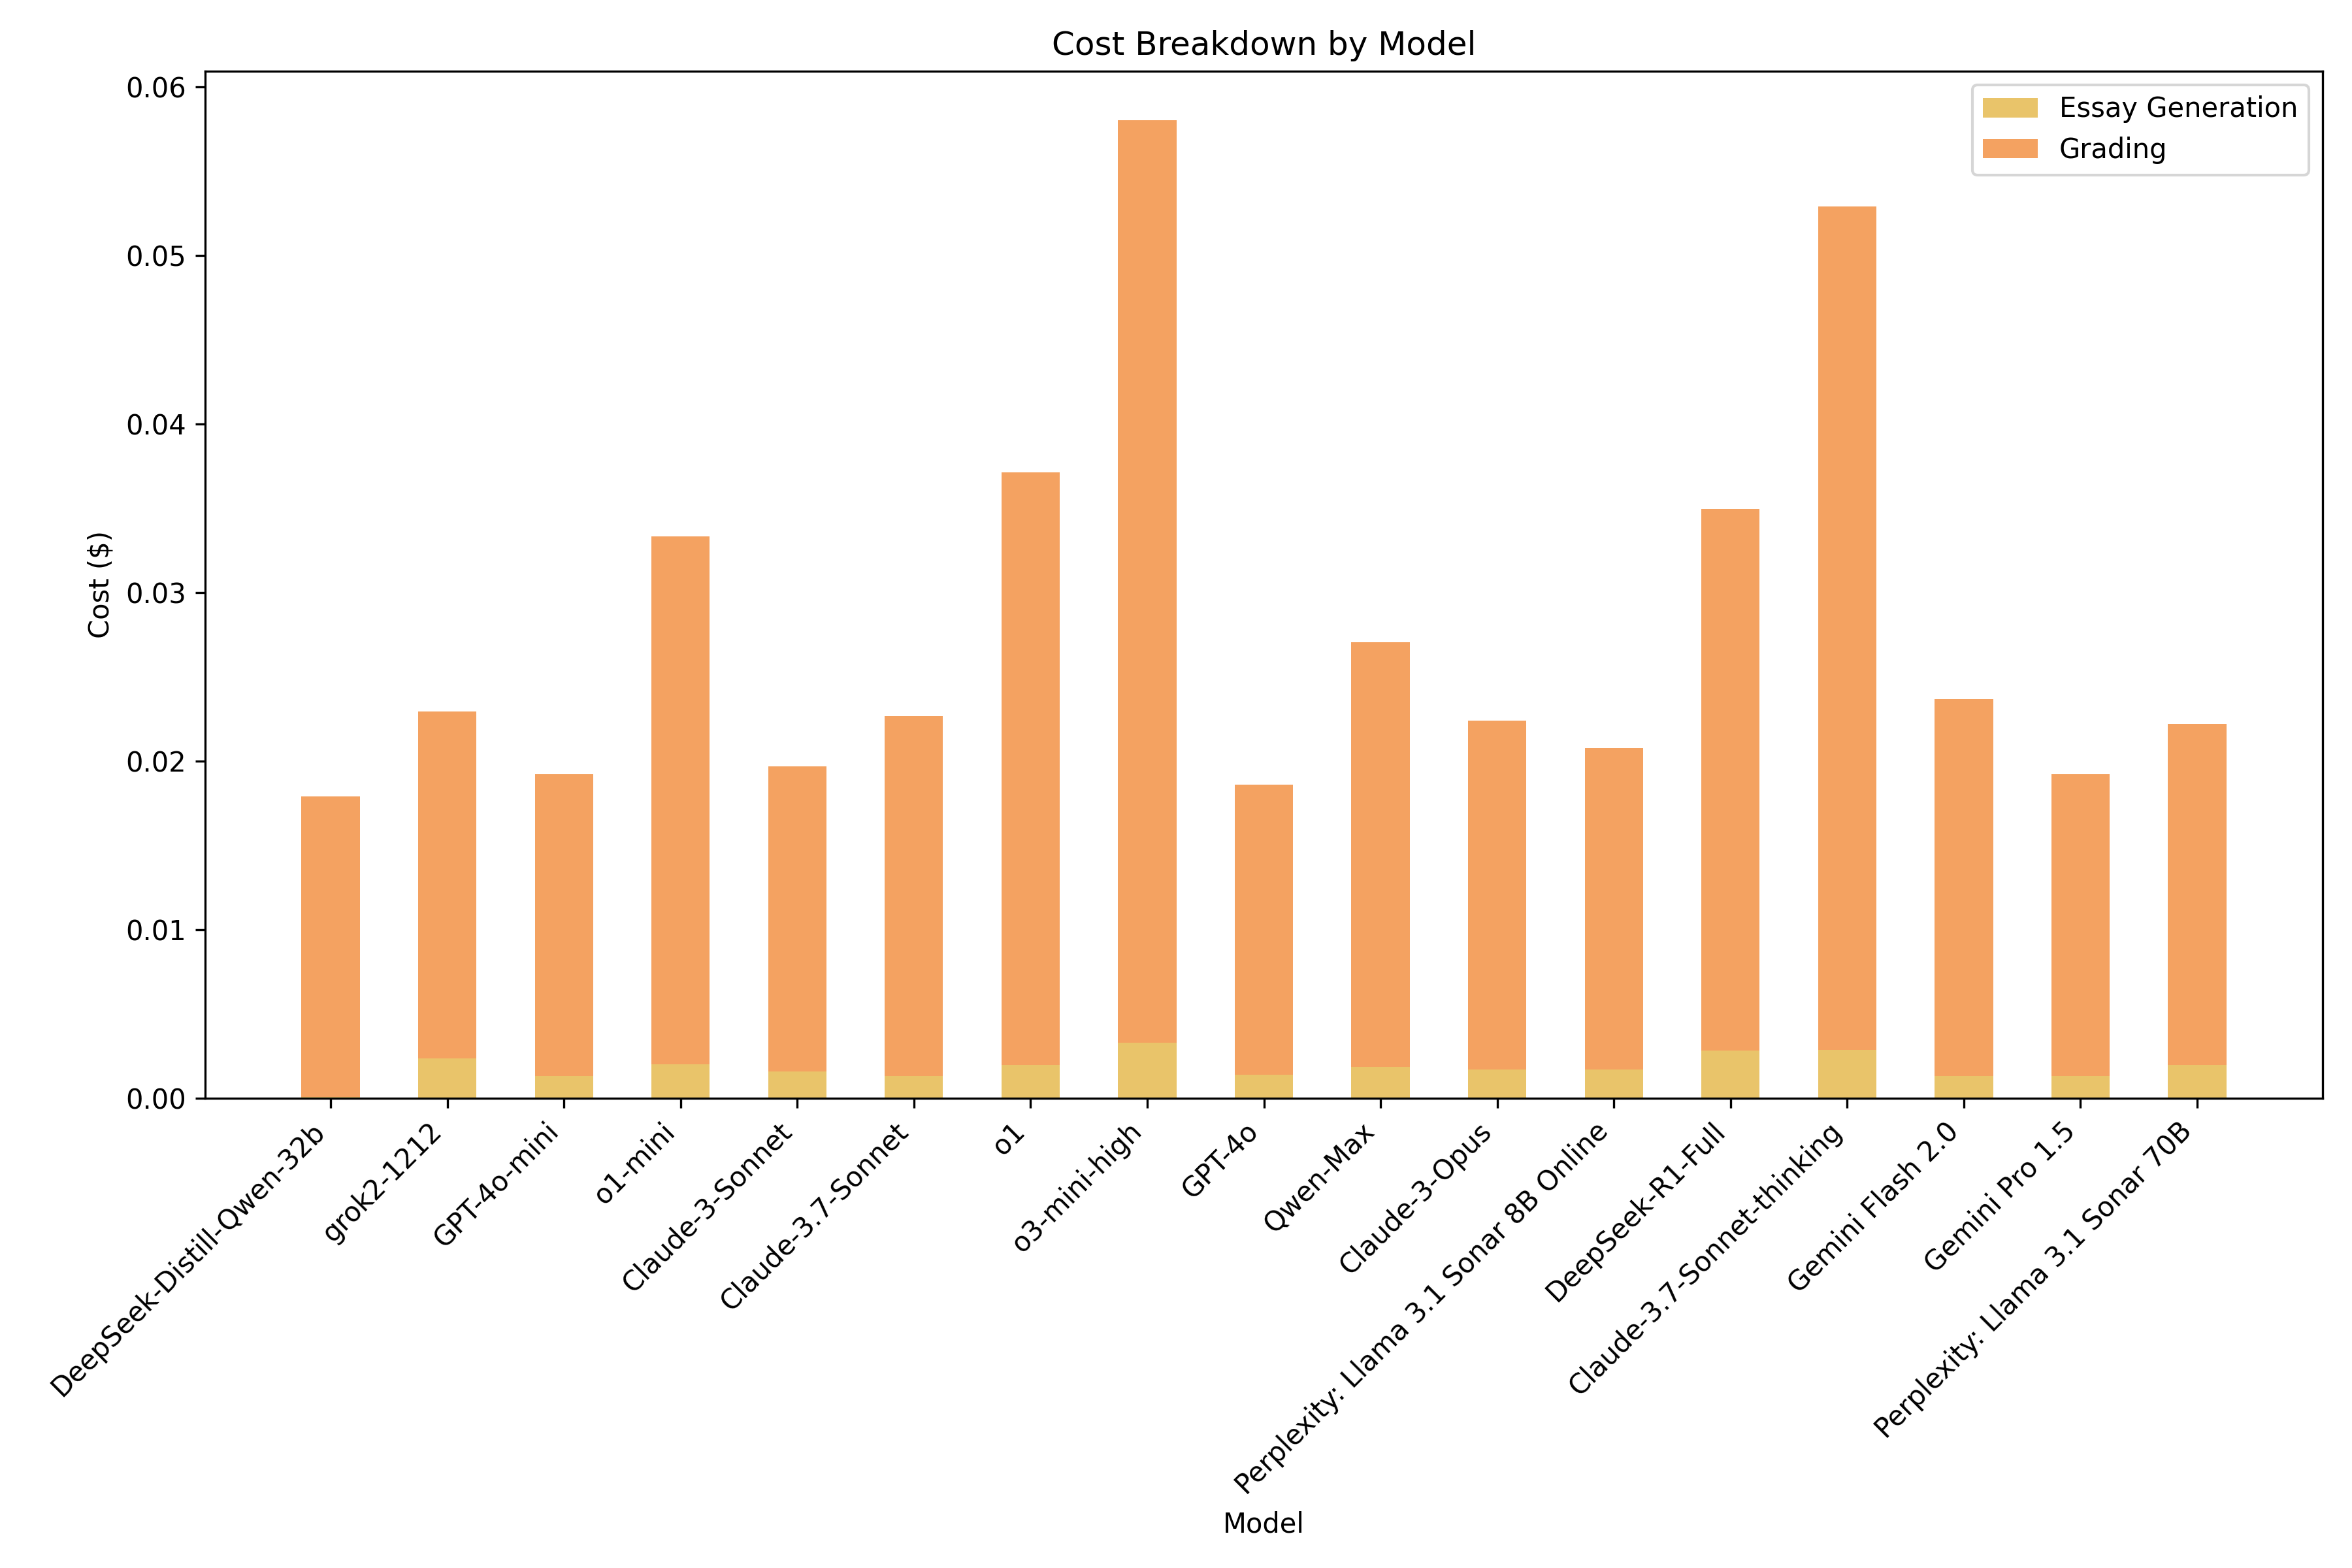 Cost Breakdown by Model
Essay Generation
Grading
Cost ($)
0.06
0.05
0.04
0.03
0.02
0.01
0.00
DeepSeek-Distill-Qwen-32b
grok2-1212
GPT-4o-mini
o1-mini
Claude-3-Sonnet
Claude-3.7-Sonnet
o1
o3-mini-high
GPT-4o
Qwen-Max
Claude-3-Opus
Perplexity: Llama 3.1 Sonar 8B Online
DeepSeek-R1-Full
Claude-3.7-Sonnet-thinking
Gemini Flash 2.0
Gemini Pro 1.5
Perplexity: Llama 3.1 Sonar 70B
Model